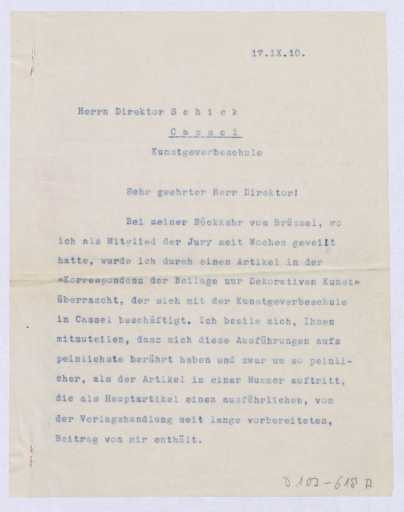 17.IX.10.
Herrn Direktor S c h i c k
C a s s e l
Kunstgewerbeschule
Sehr geehrter Herr Direktor!
Bei meiner Rückkehr von Brüssel, wo
ich als Mitglied der Jury seit Wochen geweilt
hatte, wurde ich durch einen Artikel in der
"Korrespondenz der Beilage zur Dekorativen Kunst"
überrascht, der sich mit der Kunstgewerbeschule
in Cassel beschäftigt. Ich beeile mich, Ihnen
mitzuteilen, dass mich diese Ausführungen aufs
peinlichste berührt haben und zwar um so peinli-
cher, als der Artikel in einer Nummer auftritt,
die als Hauptartikel einen ausführlichen, von
der Verlagshandlung seit lange vorbereiteten,
Beitrag von mir enthält.
D 102-618 A